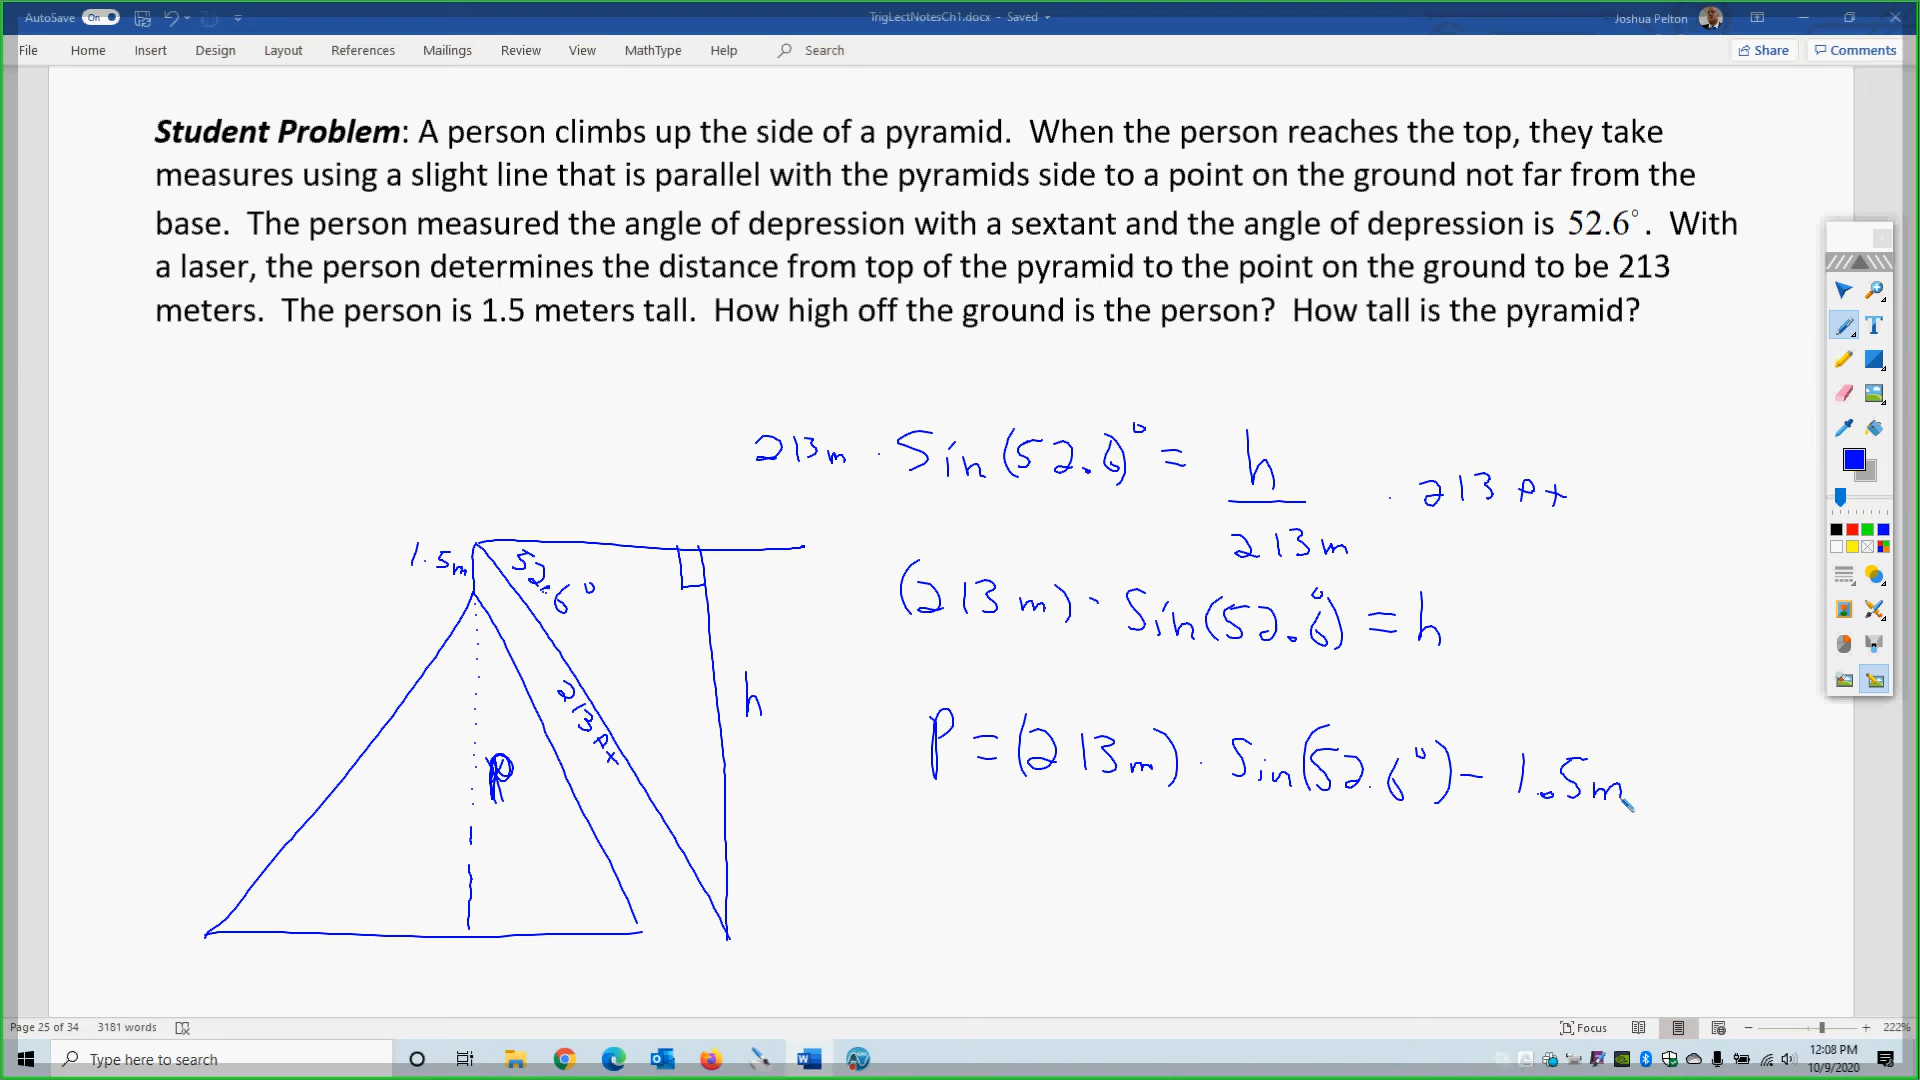 AutoSave On TrigLectNotesCh1.docx - Saved Joshua Pelton
File Home Insert Design Layout References Mailings Review View MathType Help Search Share Comments
Student Problem: A person climbs up the side of a pyramid. When the person reaches the top, they take
measures using a slight line that is parallel with the pyramids side to a point on the ground not far from the
base. The person measured the angle of depression with a sextant and the angle of depression is 52.6°. With
a laser, the person determines the distance from top of the pyramid to the point on the ground to be 213
meters. The person is 1.5 meters tall. How high off the ground is the person? How tall is the pyramid?
213m · Sin(52.6)° = h / 213m · 213 px
1.5m 52.6°
(213 m) · Sin(52.6°) = h
213 px
h
P
P = (213m) · Sin(52.6°) - 1.5m
Page 25 of 34 3181 words Focus 222%
Type here to search 12:08 PM
10/9/2020